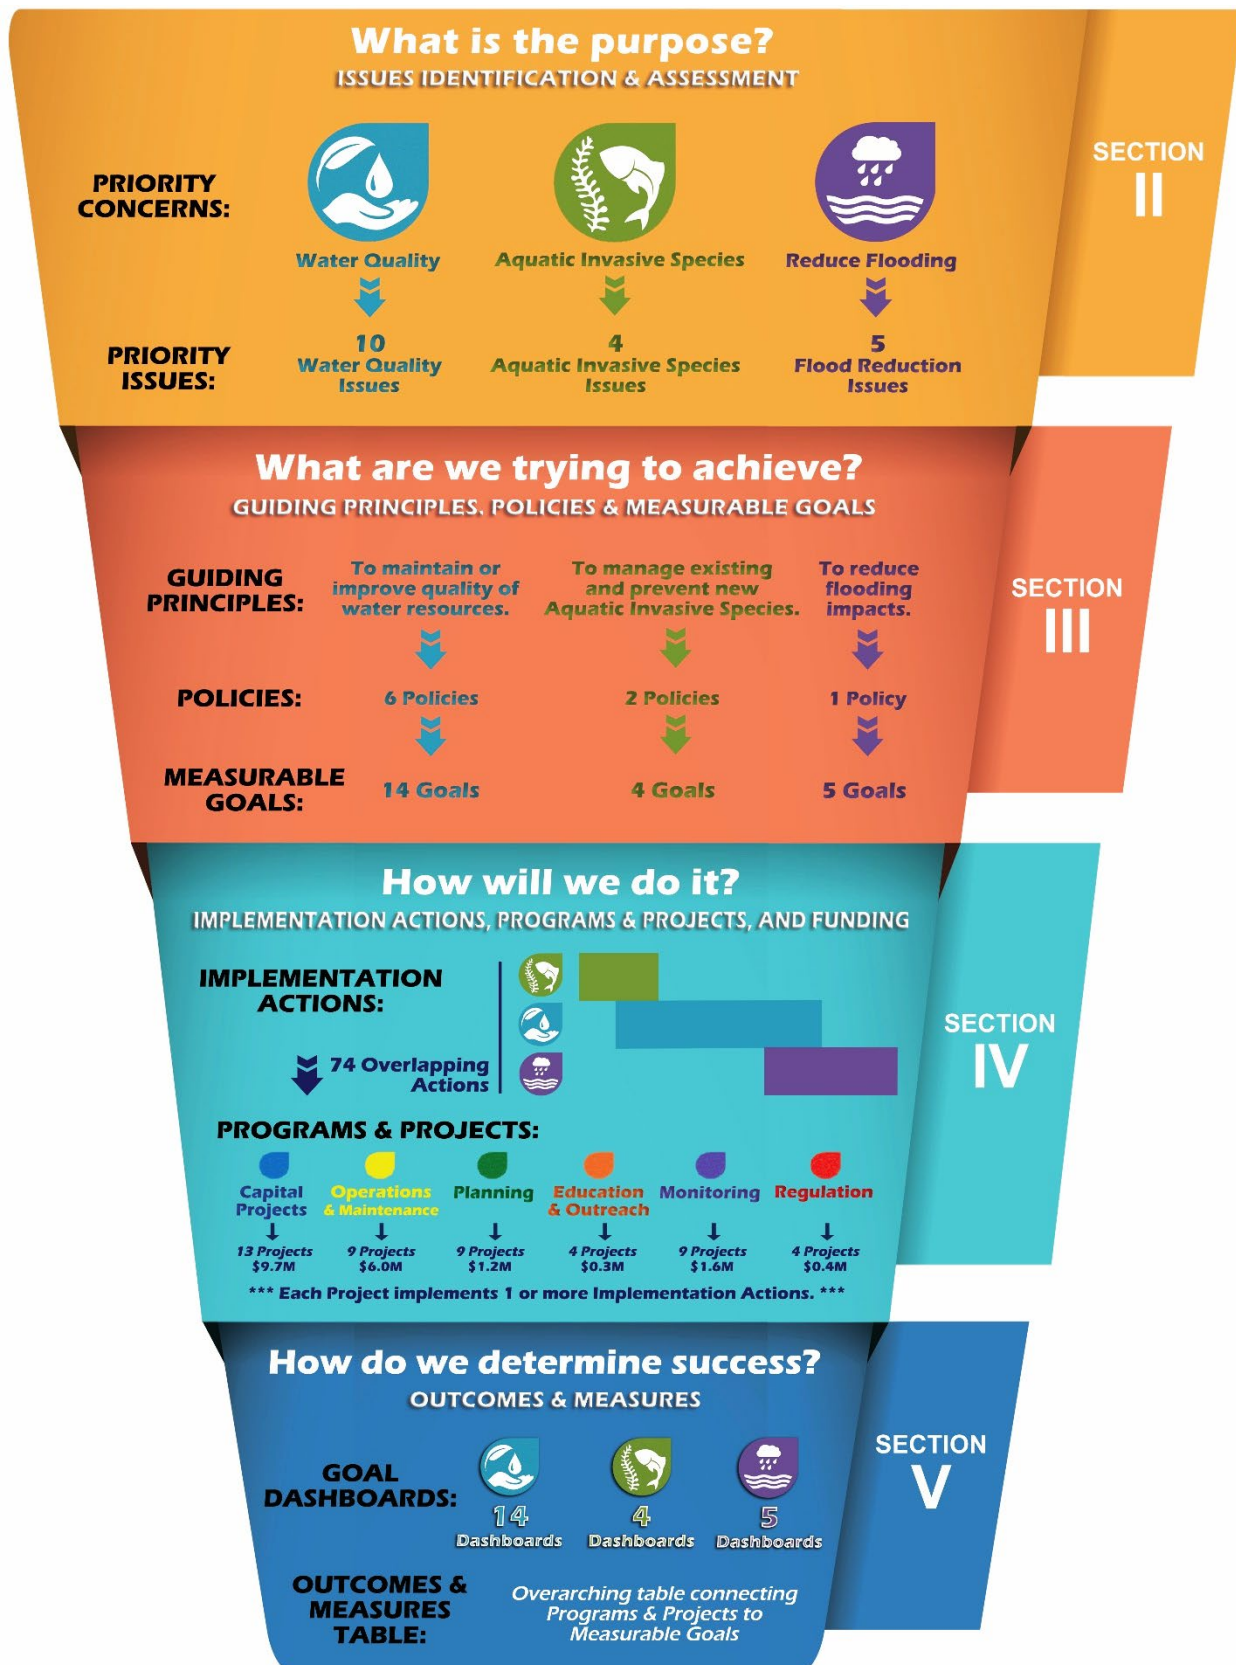 What is the purpose?
ISSUES IDENTIFICATION & ASSESSMENT
SECTION
II
PRIORITY
CONCERNS:
Water Quality
Aquatic Invasive Species
Reduce Flooding
PRIORITY
ISSUES:
10
Water Quality
Issues
4
Aquatic Invasive Species
Issues
5
Flood Reduction
Issues
What are we trying to achieve?
GUIDING PRINCIPLES. POLICIES & MEASURABLE GOALS
SECTION
III
GUIDING
PRINCIPLES:
To maintain or
improve quality of
water resources.
To manage existing
and prevent new
Aquatic Invasive Species.
To reduce
flooding
impacts.
POLICIES:
6 Policies
2 Policies
1 Policy
MEASURABLE
GOALS:
14 Goals
4 Goals
5 Goals
How will we do it?
IMPLEMENTATION ACTIONS, PROGRAMS & PROJECTS, AND FUNDING
SECTION
IV
IMPLEMENTATION
ACTIONS:
74 Overlapping
Actions
PROGRAMS & PROJECTS:
Capital
Projects
Operations
& Maintenance
Planning
Education
& Outreach
Monitoring
Regulation
13 Projects
$9.7M
9 Projects
$6.0M
9 Projects
$1.2M
4 Projects
$0.3M
9 Projects
$1.6M
4 Projects
$0.4M
*** Each Project implements 1 or more Implementation Actions. ***
How do we determine success?
OUTCOMES & MEASURES
SECTION
V
GOAL
DASHBOARDS:
14
Dashboards
4
Dashboards
5
Dashboards
OUTCOMES &
MEASURES
TABLE:
Overarching table connecting
Programs & Projects to
Measurable Goals